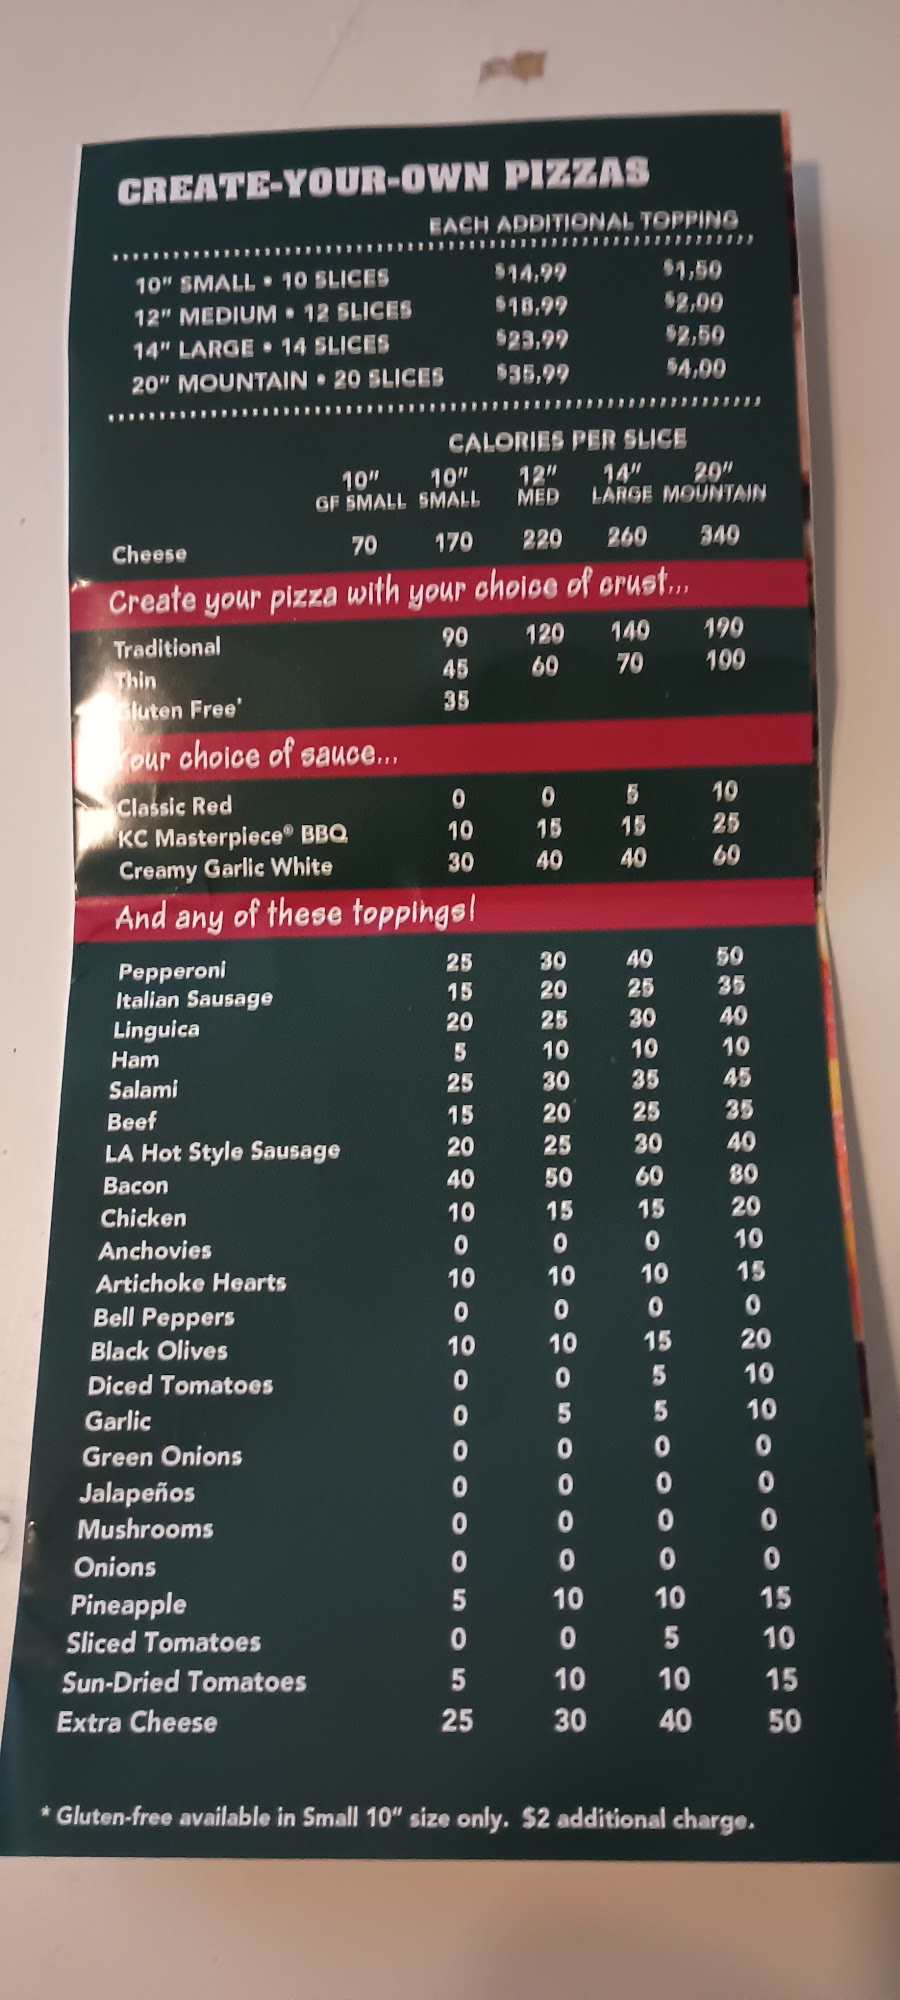 CREATE-YOUR-OWN PIZZAS
EACH ADDITIONAL TOPPING
10" SMALL • 10 SLICES $14.99 $1.50
12" MEDIUM • 12 SLICES $18.99 $2.00
14" LARGE • 14 SLICES $23.99 $2.50
20" MOUNTAIN • 20 SLICES $35.99 $4.00
CALORIES PER SLICE
10" 10" 12" 14" 20"
GF SMALL SMALL MED LARGE MOUNTAIN
Cheese 70 170 220 260 340
Create your pizza with your choice of crust...
Traditional 90 120 140 190
Thin 45 60 70 100
Gluten Free* 35
Your choice of sauce...
Classic Red 0 0 5 10
KC Masterpiece® BBQ 10 15 15 25
Creamy Garlic White 30 40 40 60
And any of these toppings!
Pepperoni 25 30 40 50
Italian Sausage 15 20 25 35
Linguica 20 25 30 40
Ham 5 10 10 10
Salami 25 30 35 45
Beef 15 20 25 35
LA Hot Style Sausage 20 25 30 40
Bacon 40 50 60 80
Chicken 10 15 15 20
Anchovies 0 0 0 10
Artichoke Hearts 10 10 10 15
Bell Peppers 0 0 0 0
Black Olives 10 10 15 20
Diced Tomatoes 0 0 5 10
Garlic 0 5 5 10
Green Onions 0 0 0 0
Jalapeños 0 0 0 0
Mushrooms 0 0 0 0
Onions 0 0 0 0
Pineapple 5 10 10 15
Sliced Tomatoes 0 0 5 10
Sun-Dried Tomatoes 5 10 10 15
Extra Cheese 25 30 40 50
* Gluten-free available in Small 10" size only. $2 additional charge.